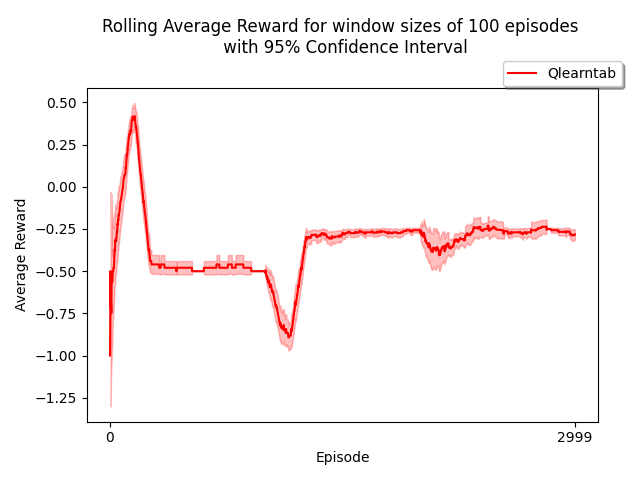 Rolling Average Reward for window sizes of 100 episodes
with 95% Confidence Interval
Qlearntab
0.50
0.25
0.00
−0.25
−0.50
−0.75
−1.00
−1.25
Average Reward
0
2999
Episode